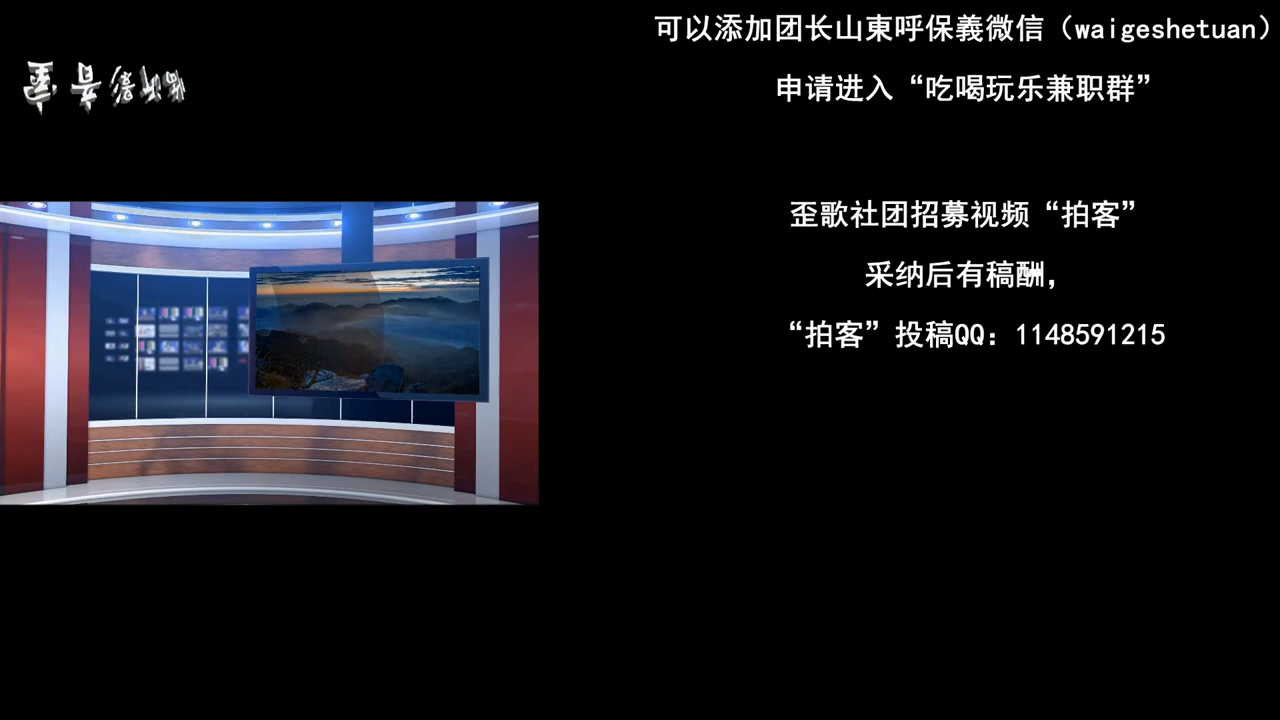 可以添加团长山東呼保義微信（waigeshetuan）
申请进入“吃喝玩乐兼职群”
歪歌社团招募视频“拍客”
采纳后有稿酬，
“拍客”投稿QQ：1148591215